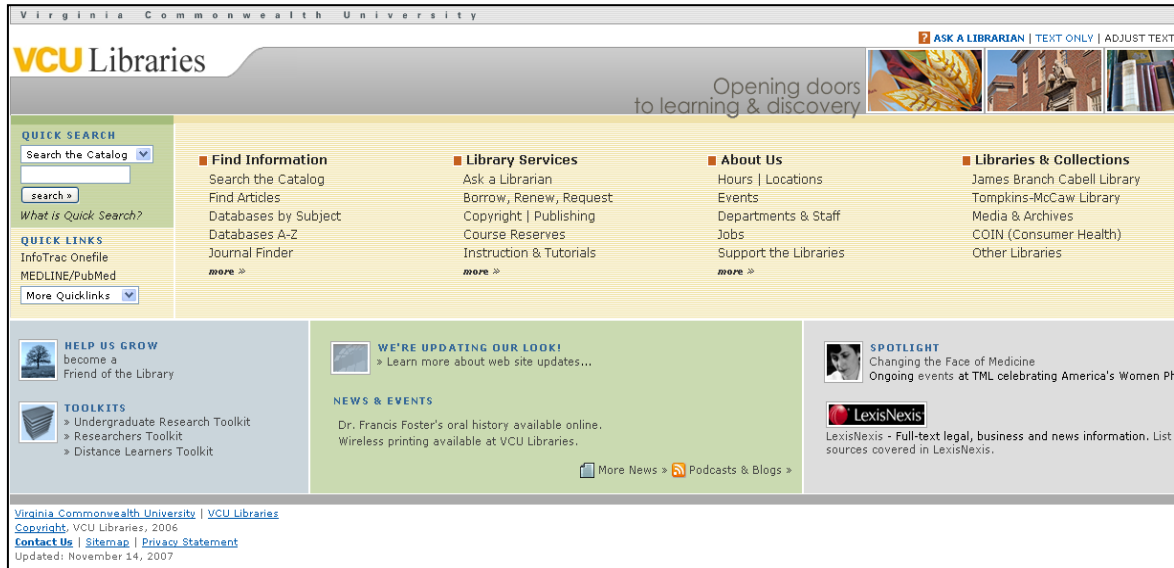 Virginia Commonwealth University
ASK A LIBRARIAN | TEXT ONLY | ADJUST TEXT
VCU Libraries
Opening doors
to learning & discovery
QUICK SEARCH
Search the Catalog
search »
What is Quick Search?
QUICK LINKS
InfoTrac Onefile
MEDLINE/PubMed
More Quicklinks
Find Information
Search the Catalog
Find Articles
Databases by Subject
Databases A-Z
Journal Finder
more »
Library Services
Ask a Librarian
Borrow, Renew, Request
Copyright | Publishing
Course Reserves
Instruction & Tutorials
more »
About Us
Hours | Locations
Events
Departments & Staff
Jobs
Support the Libraries
more »
Libraries & Collections
James Branch Cabell Library
Tompkins-McCaw Library
Media & Archives
COIN (Consumer Health)
Other Libraries
HELP US GROW
become a
Friend of the Library
TOOLKITS
» Undergraduate Research Toolkit
» Researchers Toolkit
» Distance Learners Toolkit
WE'RE UPDATING OUR LOOK!
» Learn more about web site updates...
NEWS & EVENTS
Dr. Francis Foster's oral history available online.
Wireless printing available at VCU Libraries.
More News » Podcasts & Blogs »
SPOTLIGHT
Changing the Face of Medicine
Ongoing events at TML celebrating America's Women Ph
LexisNexis
LexisNexis - Full-text legal, business and news information. List
sources covered in LexisNexis.
Virginia Commonwealth University | VCU Libraries
Copyright, VCU Libraries, 2006
Contact Us | Sitemap | Privacy Statement
Updated: November 14, 2007